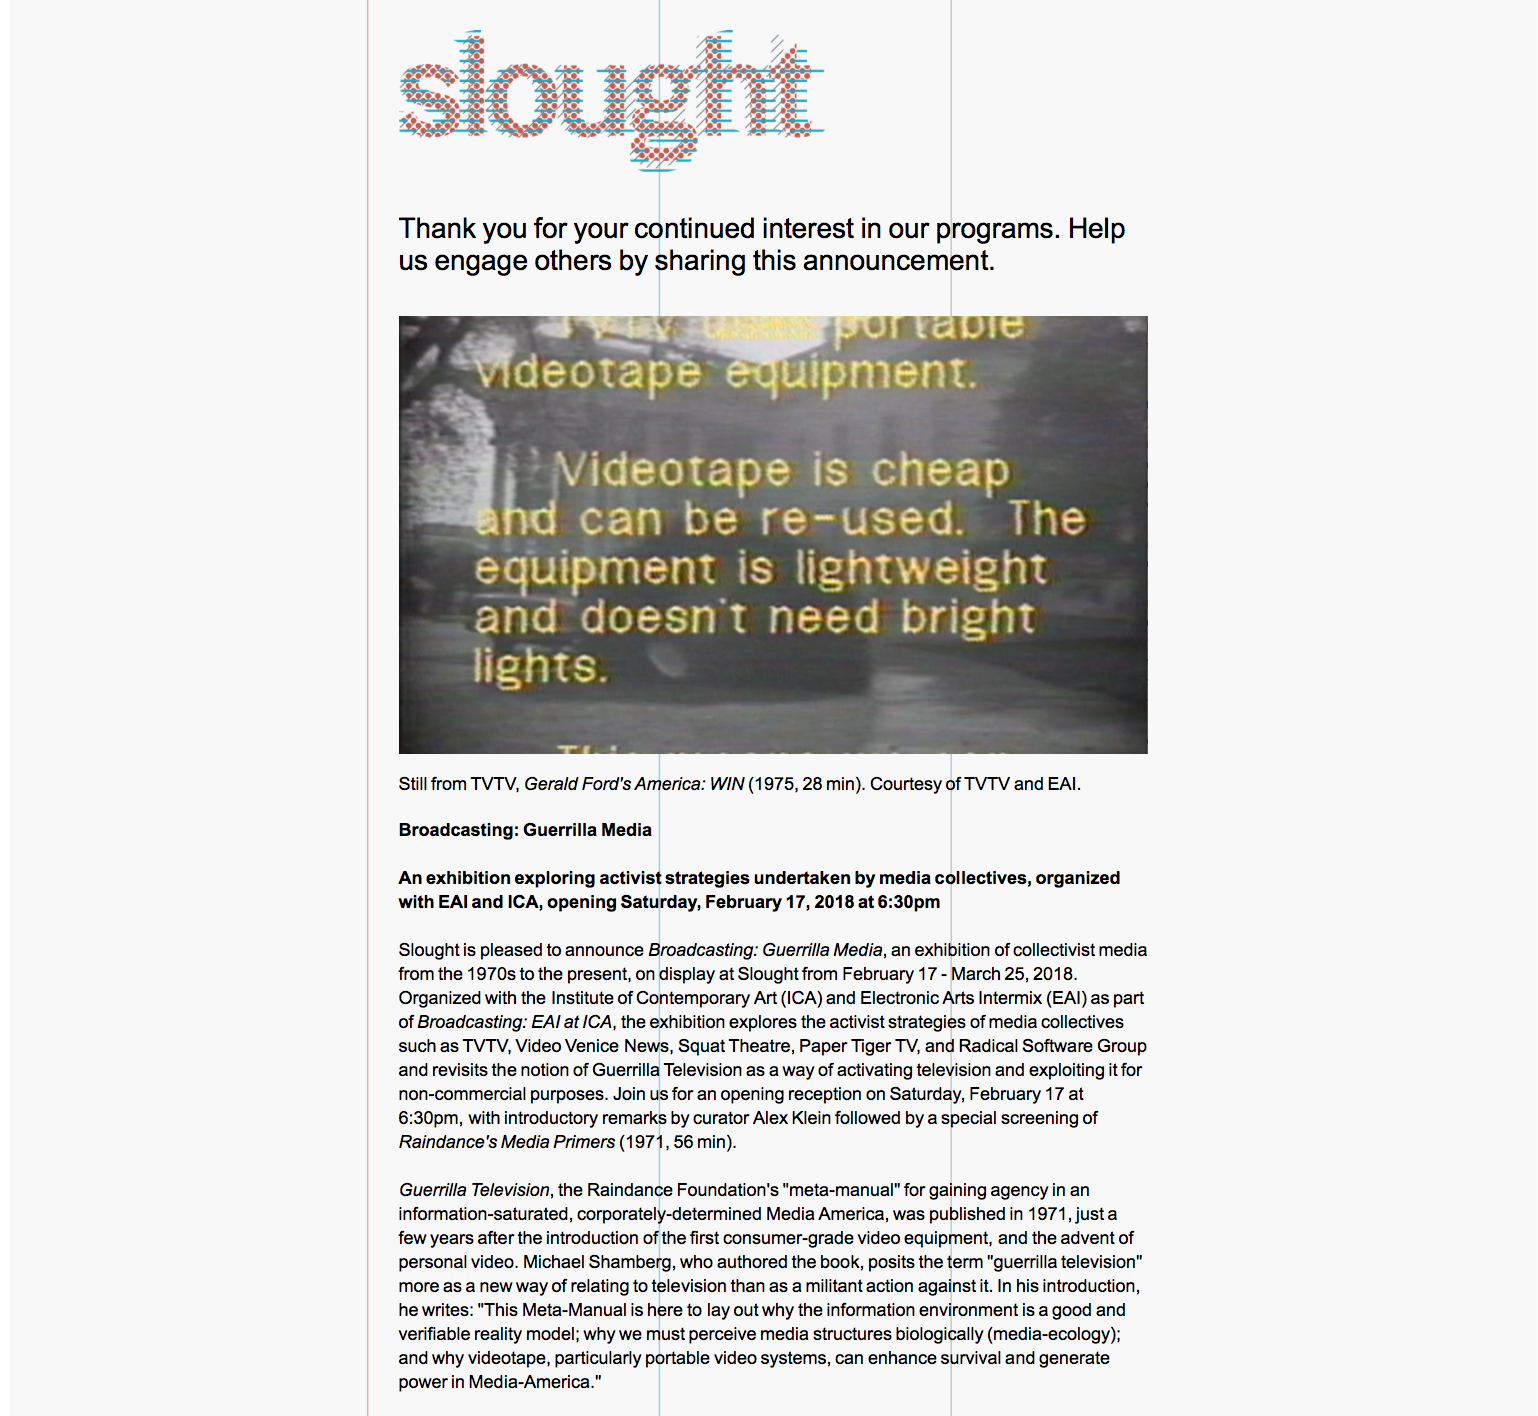 slought
Thank you for your continued interest in our programs. Help
us engage others by sharing this announcement.
TVTV uses portable
videotape equipment.
Videotape is cheap
and can be re-used. The
equipment is lightweight
and doesn't need bright
lights.
This means we can
Still from TVTV, Gerald Ford's America: WIN (1975, 28 min). Courtesy of TVTV and EAI.
Broadcasting: Guerrilla Media
An exhibition exploring activist strategies undertaken by media collectives, organized
with EAI and ICA, opening Saturday, February 17, 2018 at 6:30pm
Slought is pleased to announce Broadcasting: Guerrilla Media, an exhibition of collectivist media
from the 1970s to the present, on display at Slought from February 17 - March 25, 2018.
Organized with the Institute of Contemporary Art (ICA) and Electronic Arts Intermix (EAI) as part
of Broadcasting: EAI at ICA, the exhibition explores the activist strategies of media collectives
such as TVTV, Video Venice News, Squat Theatre, Paper Tiger TV, and Radical Software Group
and revisits the notion of Guerrilla Television as a way of activating television and exploiting it for
non-commercial purposes. Join us for an opening reception on Saturday, February 17 at
6:30pm, with introductory remarks by curator Alex Klein followed by a special screening of
Raindance's Media Primers (1971, 56 min).
Guerrilla Television, the Raindance Foundation's "meta-manual" for gaining agency in an
information-saturated, corporately-determined Media America, was published in 1971, just a
few years after the introduction of the first consumer-grade video equipment, and the advent of
personal video. Michael Shamberg, who authored the book, posits the term "guerrilla television"
more as a new way of relating to television than as a militant action against it. In his introduction,
he writes: "This Meta-Manual is here to lay out why the information environment is a good and
verifiable reality model; why we must perceive media structures biologically (media-ecology);
and why videotape, particularly portable video systems, can enhance survival and generate
power in Media-America."